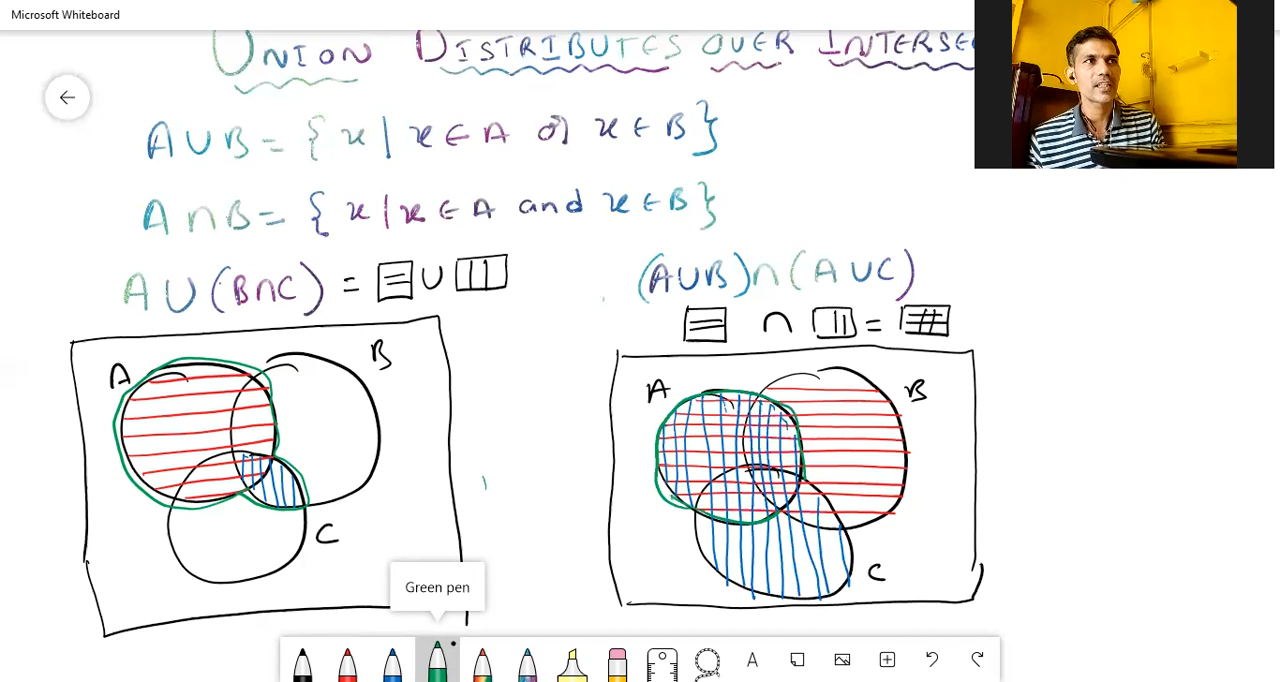 Microsoft Whiteboard
UNION DISTRIBUTES OVER INTERSE
A ∪ B = { x | x ∈ A or x ∈ B }
A ∩ B = { x | x ∈ A and x ∈ B }
A ∪ (B ∩ C) = ∪
(A ∪ B) ∩ (A ∪ C)
∩ =
A
B
C
A
B
C
Green pen
A